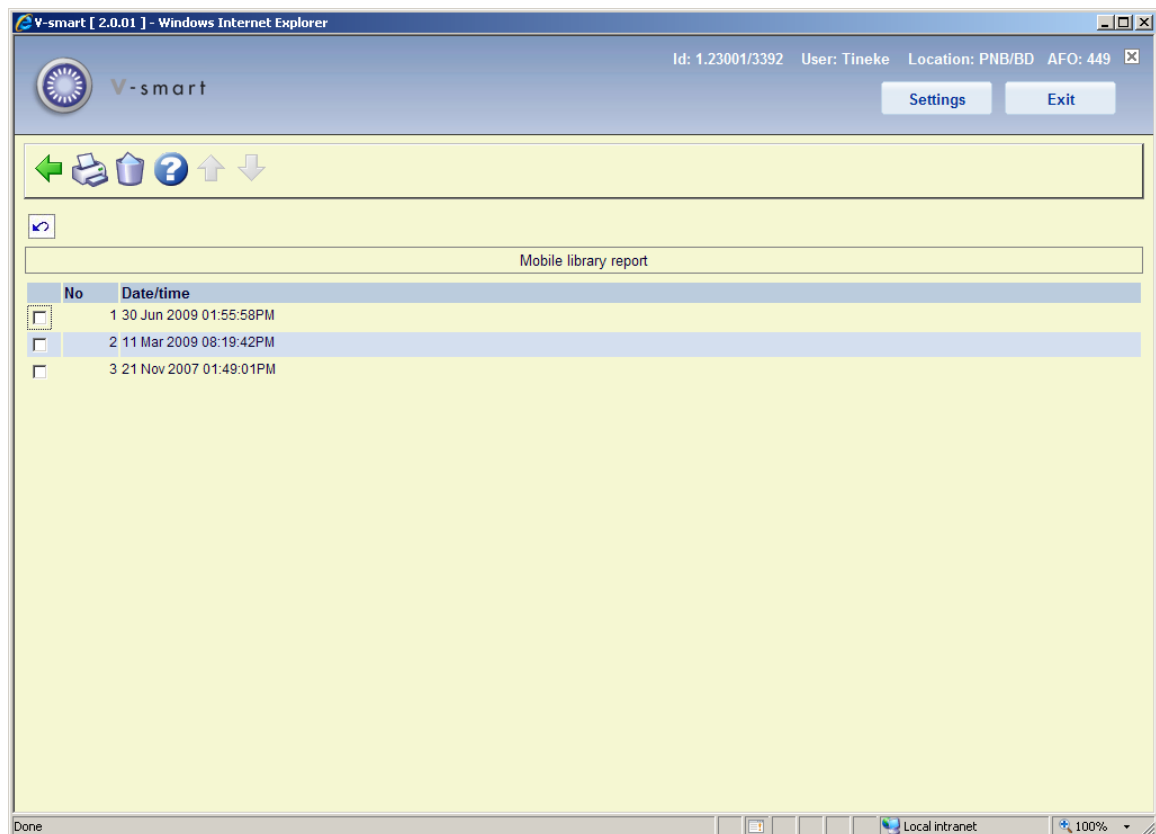 V-smart [ 2.0.01 ] - Windows Internet Explorer
Id: 1.23001/3392 User: Tineke Location: PNB/BD AFO: 449
V-smart
Settings Exit
?
Mobile library report
No Date/time
1 30 Jun 2009 01:55:58PM
2 11 Mar 2009 08:19:42PM
3 21 Nov 2007 01:49:01PM
Done Local intranet 100%